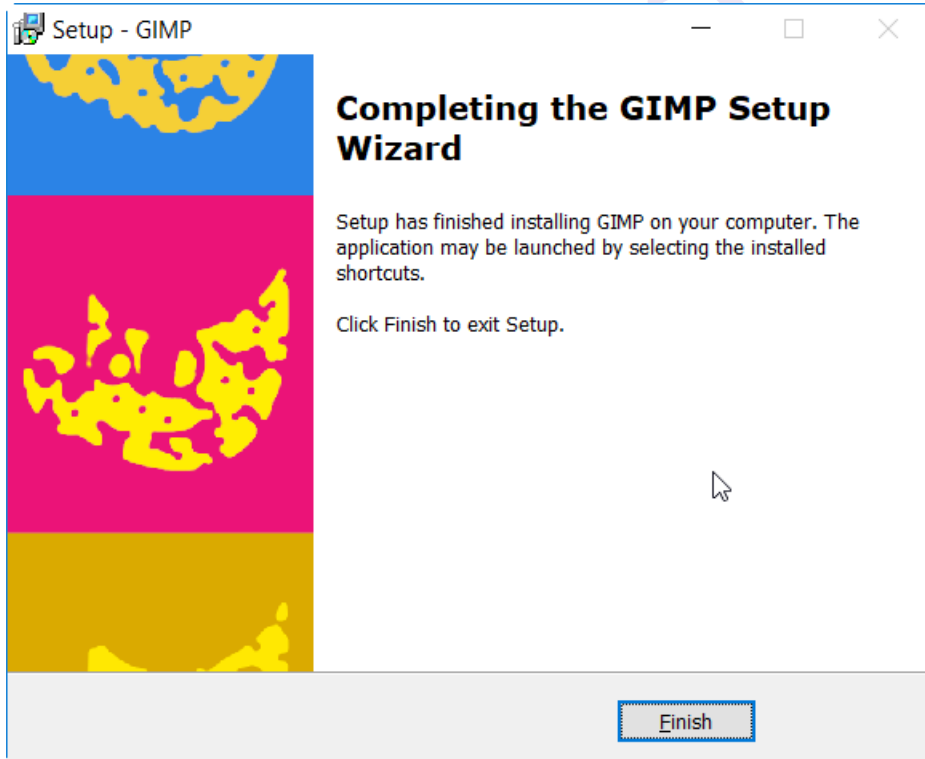 Setup - GIMP
Completing the GIMP Setup
Wizard
Setup has finished installing GIMP on your computer. The
application may be launched by selecting the installed
shortcuts.
Click Finish to exit Setup.
Finish